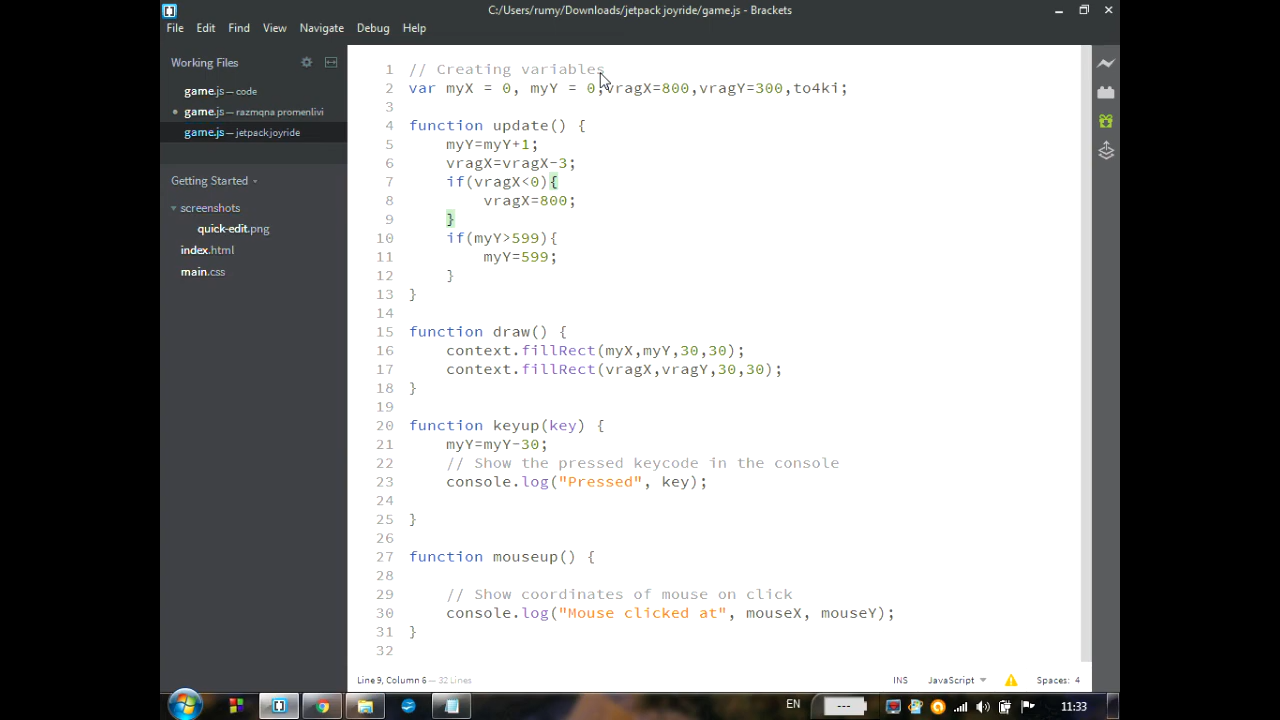 C:/Users/rumy/Downloads/jetpack joyride/game.js - Brackets
File Edit Find View Navigate Debug Help
Working Files
game.js — code
game.js — razmqna promenlivi
game.js — jetpack joyride
Getting Started
screenshots
quick-edit.png
index.html
main.css
1 // Creating variables
2 var myX = 0, myY = 0,vragX=800,vragY=300,to4ki;
3
4 function update() {
5 myY=myY+1;
6 vragX=vragX-3;
7 if(vragX<0){
8 vragX=800;
9 }
10 if(myY>599){
11 myY=599;
12 }
13 }
14
15 function draw() {
16 context.fillRect(myX,myY,30,30);
17 context.fillRect(vragX,vragY,30,30);
18 }
19
20 function keyup(key) {
21 myY=myY-30;
22 // Show the pressed keycode in the console
23 console.log("Pressed", key);
24
25 }
26
27 function mouseup() {
28
29 // Show coordinates of mouse on click
30 console.log("Mouse clicked at", mouseX, mouseY);
31 }
32
Line 9, Column 6 — 32 Lines
INS JavaScript Spaces: 4
EN --- 11:33